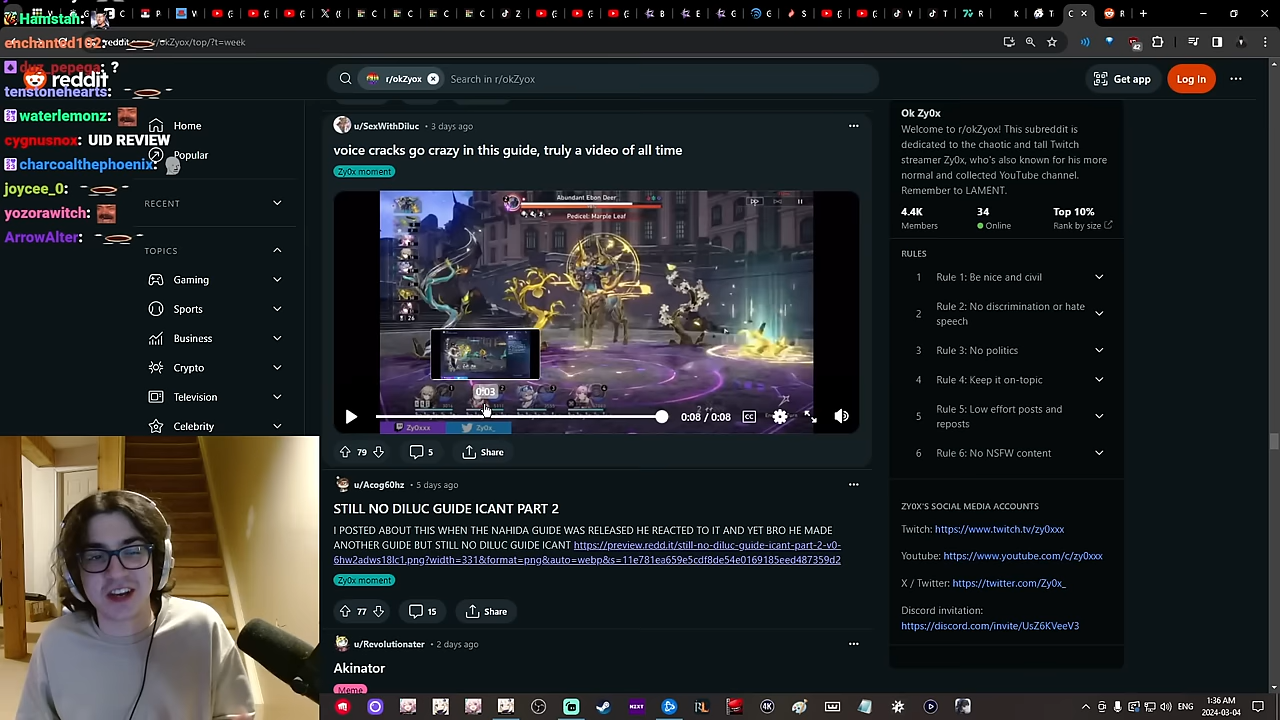 Hamstah:
enchanted102:
duz_pepega: ?
tenstonehearts:
waterlemonz:
cygnusnox: UID REVIEW
charcoalthephoenix:
joycee_0:
yozorawitch:
ArrowAlter:
/okZyox/top/?t=week
reddit
r/okZyox
Search in r/okZyox
Get app
Log In
Home
Popular
RECENT
TOPICS
Gaming
Sports
Business
Crypto
Television
Celebrity
u/SexWithDiluc • 3 days ago
voice cracks go crazy in this guide, truly a video of all time
Zy0x moment
Abundant Ebon Deer
Pedicel: Marple Leaf
0:03
0:08 / 0:08
CC
Zy0xxx
Zy0x_
79
5
Share
u/Acog60hz • 5 days ago
STILL NO DILUC GUIDE ICANT PART 2
I POSTED ABOUT THIS WHEN THE NAHIDA GUIDE WAS RELEASED HE REACTED TO IT AND YET BRO HE MADE
ANOTHER GUIDE BUT STILL NO DILUC GUIDE ICANT https://preview.redd.it/still-no-diluc-guide-icant-part-2-v0-
6hw2adws18lc1.png?width=331&format=png&auto=webp&s=11e781ea659e5cdf8de54e0169185eed487359d2
Zy0x moment
77
15
Share
u/Revolutionater • 2 days ago
Akinator
Meme
Ok Zy0x
Welcome to r/okZyox! This subreddit is
dedicated to the chaotic and tall Twitch
streamer Zy0x, who's also known for his more
normal and collected YouTube channel.
Remember to LAMENT.
4.4K
Members
34
Online
Top 10%
Rank by size
RULES
1 Rule 1: Be nice and civil
2 Rule 2: No discrimination or hate
speech
3 Rule 3: No politics
4 Rule 4: Keep it on-topic
5 Rule 5: Low effort posts and
reposts
6 Rule 6: No NSFW content
ZY0X'S SOCIAL MEDIA ACCOUNTS
Twitch: https://www.twitch.tv/zy0xxx
Youtube: https://www.youtube.com/c/zy0xxx
X / Twitter: https://twitter.com/Zy0x_
Discord invitation:
https://discord.com/invite/UsZ6KVeeV3
ENG
1:36 AM
2024-03-04